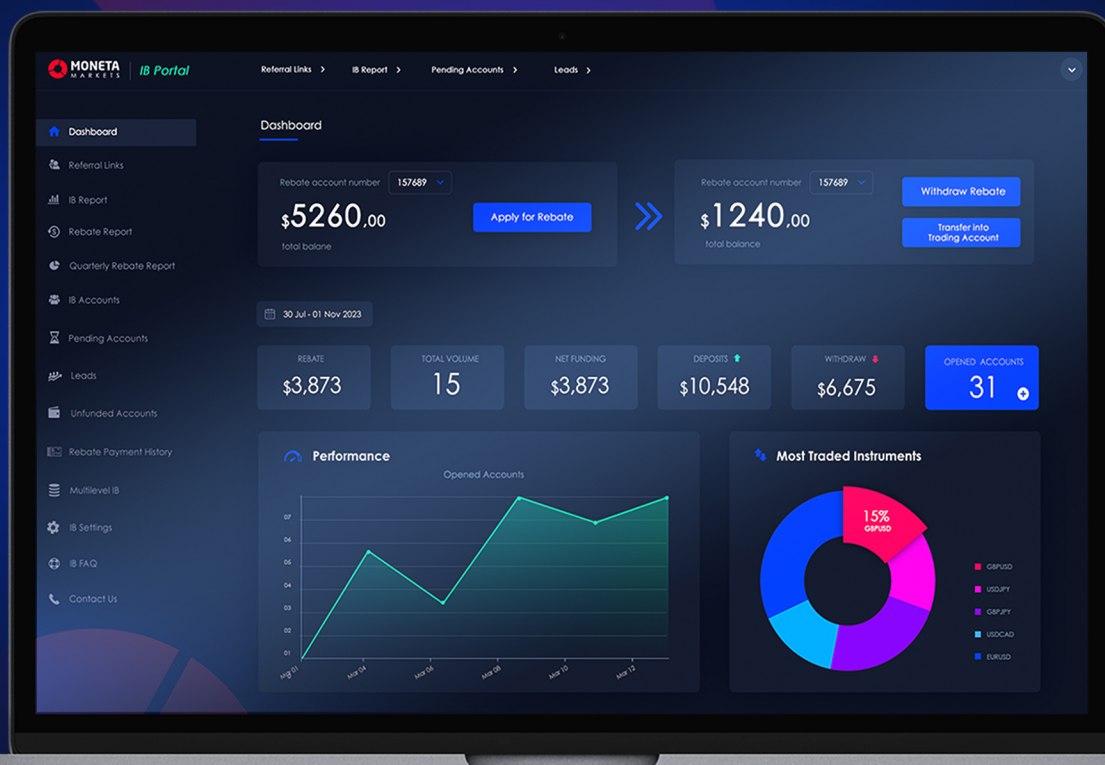 MONETA
MARKETS
IB Portal
Referral Links >
IB Report >
Pending Accounts >
Leads >
Dashboard
Referral Links
IB Report
Rebate Report
Quarterly Rebate Report
IB Accounts
Pending Accounts
Leads
Unfunded Accounts
Rebate Payment History
Multilevel IB
IB Settings
IB FAQ
Contact Us
Dashboard
Rebate account number 157689
$5260,00
total balane
Apply for Rebate
Rebate account number 157689
$1240,00
total balance
Withdraw Rebate
Transfer into
Trading Account
30 Jul - 01 Nov 2023
REBATE
$3,873
TOTAL VOLUME
15
NET FUNDING
$3,873
DEPOSITS
$10,548
WITHDRAW
$6,675
OPENED ACCOUNTS
31
Performance
Opened Accounts
07
06
05
04
03
02
01
Mar 01
Mar 04
Mar 06
Mar 08
Mar 10
Mar 12
Most Traded Instruments
15%
GBPUSD
GBPUSD
USDJPY
GBPJPY
USDCAD
EURUSD